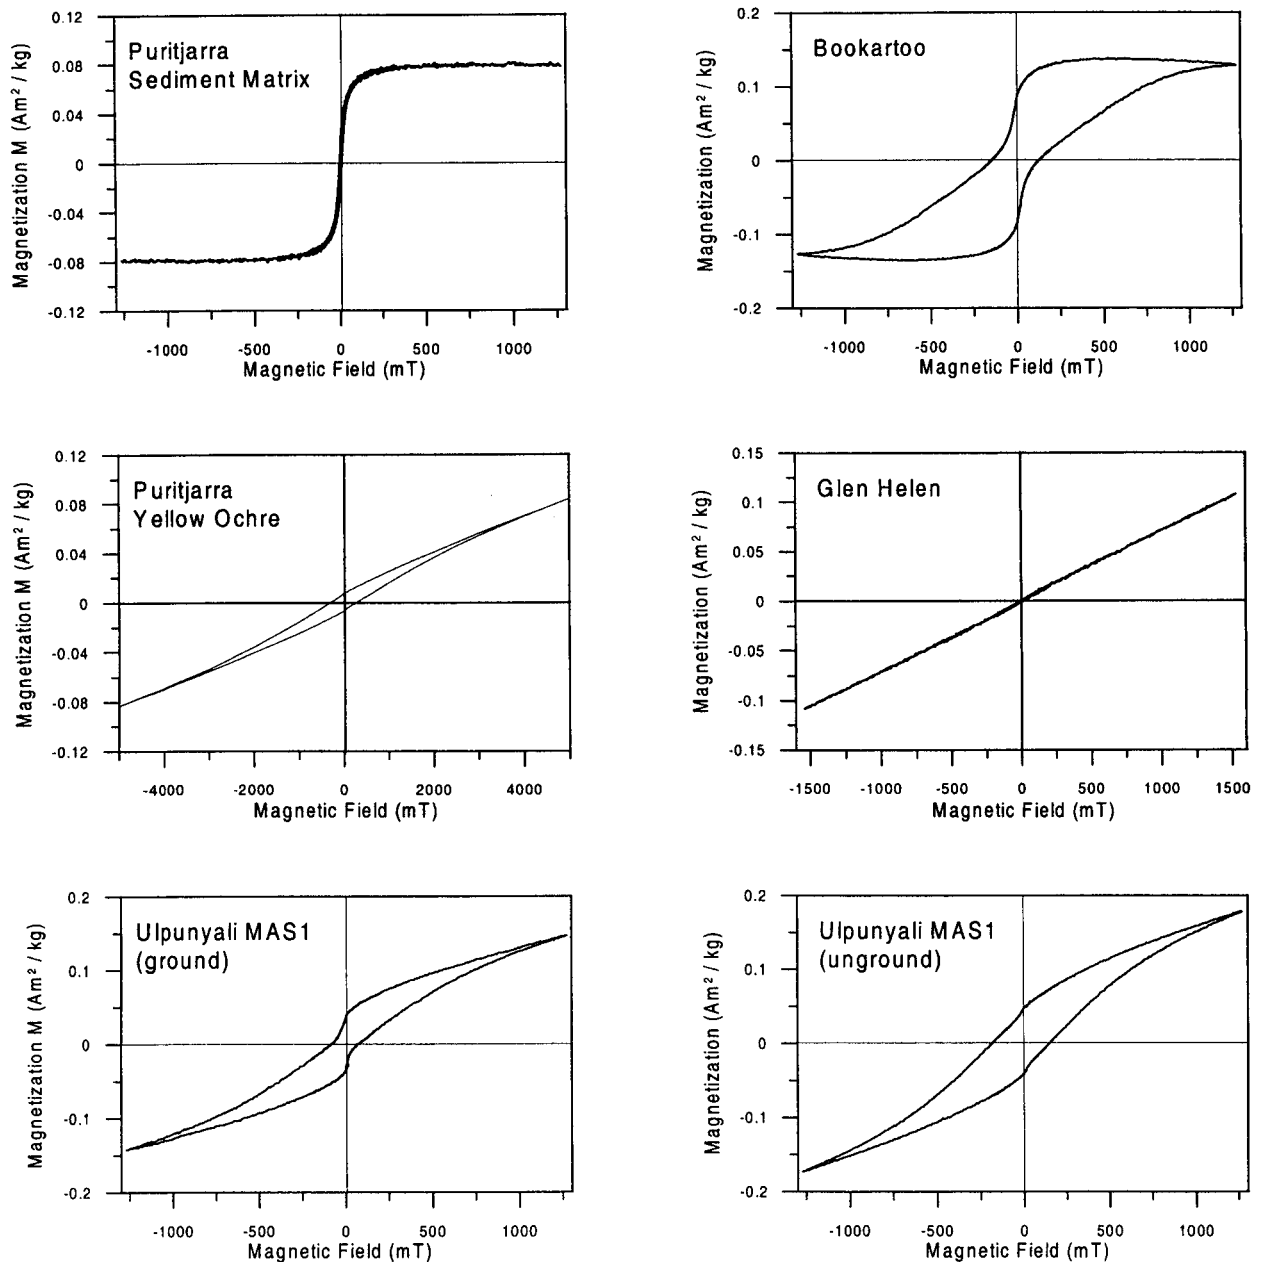 Puritjarra
Sediment Matrix
Magnetization M (Am² / kg)
0.12
0.08
0.04
0
-0.04
-0.08
-0.12
-1000 -500 0 500 1000
Magnetic Field (mT)
Bookartoo
Magnetization (Am² / kg)
0.2
0.1
0
-0.1
-0.2
-1000 -500 0 500 1000
Magnetic Field (mT)
Puritjarra
Yellow Ochre
Magnetization M (Am² / kg)
0.12
0.08
0.04
0
-0.04
-0.08
-0.12
-4000 -2000 0 2000 4000
Magnetic Field (mT)
Glen Helen
Magnetization (Am² / kg)
0.15
0.1
0.05
0
-0.05
-0.1
-0.15
-1500 -1000 -500 0 500 1000 1500
Magnetic Field (mT)
Ulpunyali MAS1
(ground)
Magnetization M (Am² / kg)
0.2
0.1
0
-0.1
-0.2
-1000 -500 0 500 1000
Magnetic Field (mT)
Ulpunyali MAS1
(unground)
Magnetization (Am² / kg)
0.2
0.1
0
-0.1
-0.2
-1000 -500 0 500 1000
Magnetic Field (mT)